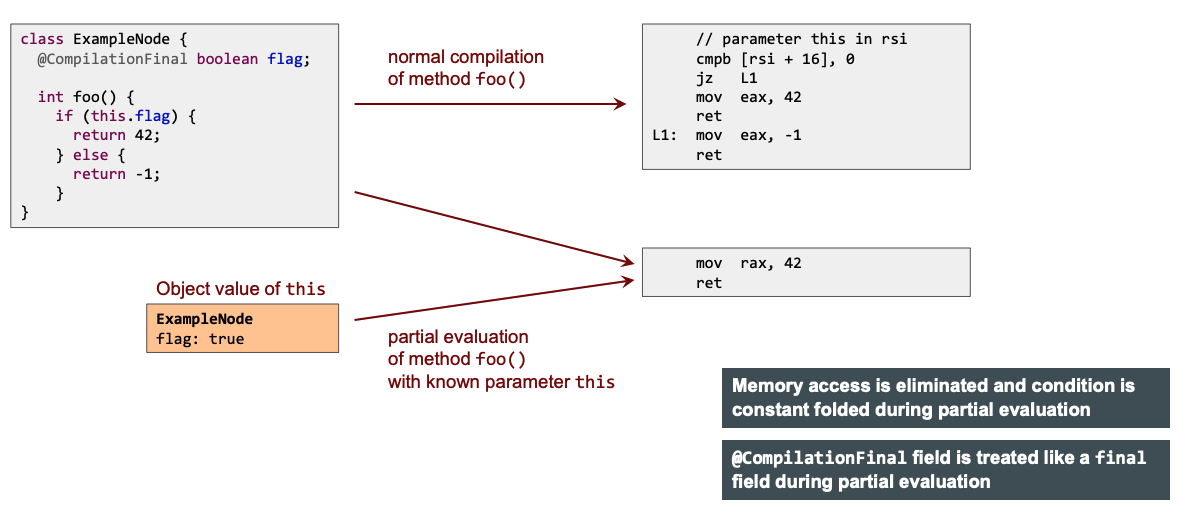 class ExampleNode {
  @CompilationFinal boolean flag;
  int foo() {
    if (this.flag) {
      return 42;
    } else {
      return -1;
    }
}
normal compilation
of method foo()
// parameter this in rsi
cmpb [rsi + 16], 0
jz   L1
mov  eax, 42
ret
L1:  mov  eax, -1
ret
mov  rax, 42
ret
Object value of this
ExampleNode
flag: true
partial evaluation
of method foo()
with known parameter this
Memory access is eliminated and condition is
constant folded during partial evaluation
@CompilationFinal field is treated like a final
field during partial evaluation